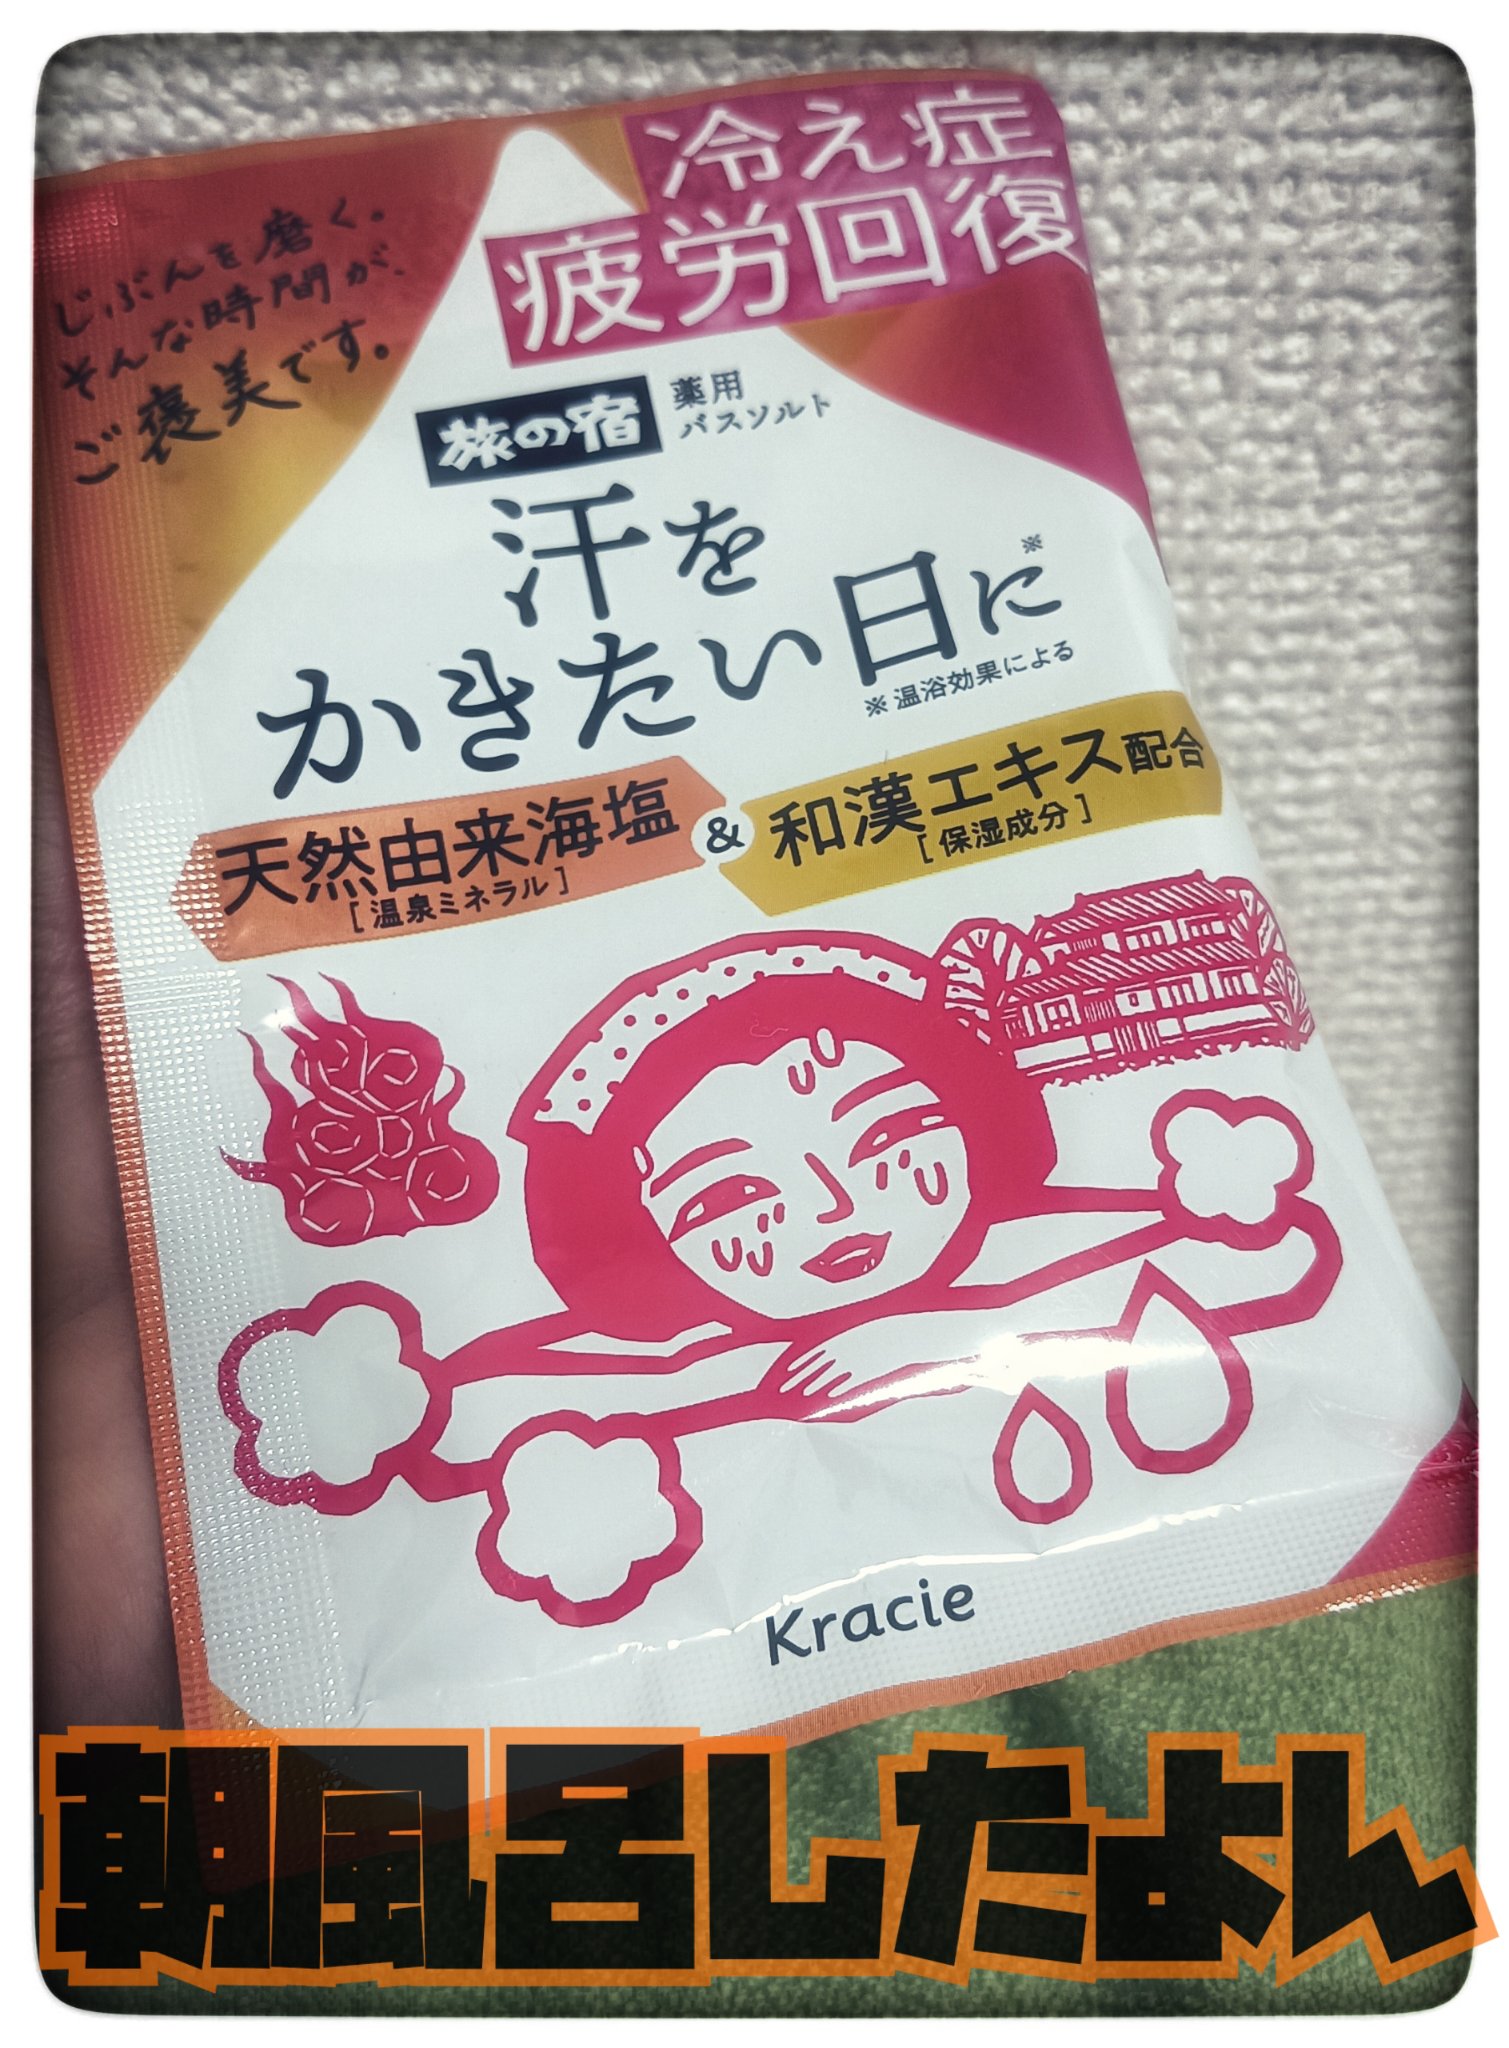 じぶんを磨く。
そんな時間が、
ご褒美です。
冷え症
疲労回復
旅の宿
薬用
バスソルト
汗を
かきたい日に※
※温浴効果による
天然由来海塩
[温泉ミネラル]
&
和漢エキス配合
[保湿成分]
Kracie
朝風呂したよん